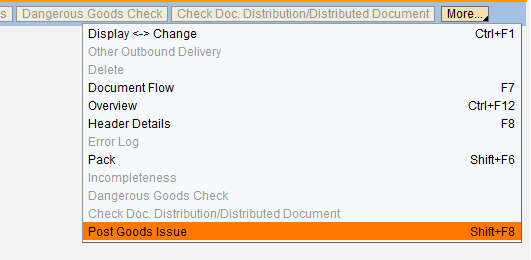 s Dangerous Goods Check Check Doc. Distribution/Distributed Document More...
Display <-> Change Ctrl+F1
Other Outbound Delivery
Delete
Document Flow F7
Overview Ctrl+F12
Header Details F8
Error Log
Pack Shift+F6
Incompleteness
Dangerous Goods Check
Check Doc. Distribution/Distributed Document
Post Goods Issue Shift+F8